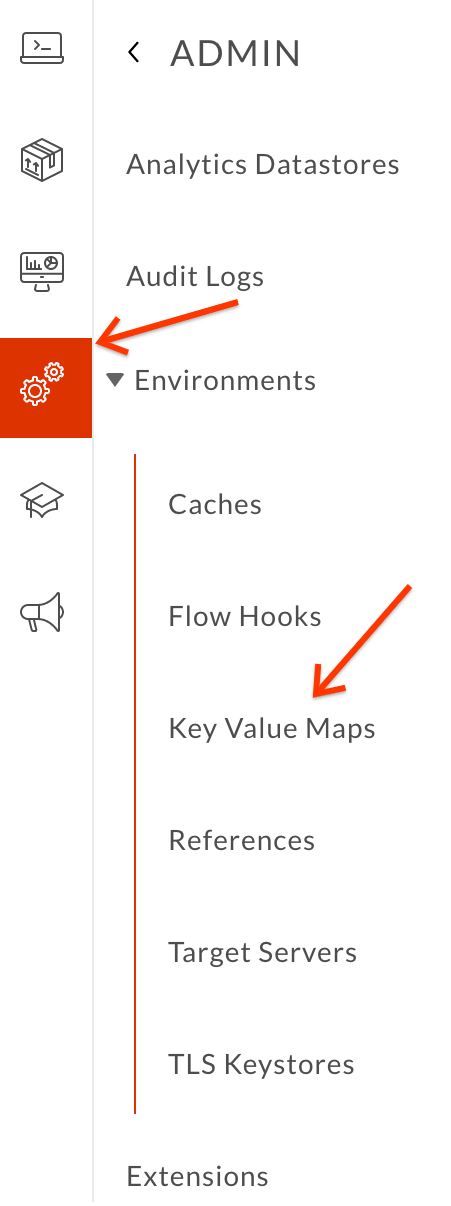 ADMIN
Analytics Datastores
Audit Logs
Environments
Caches
Flow Hooks
Key Value Maps
References
Target Servers
TLS Keystores
Extensions